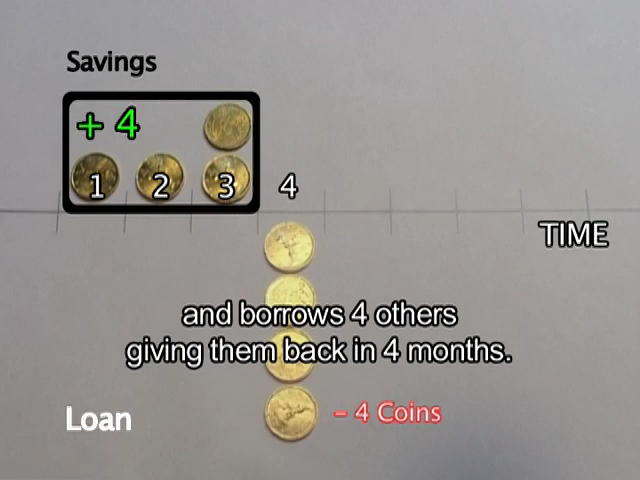 Savings
+ 4
1 2 3 4
TIME
and borrows 4 others
giving them back in 4 months.
Loan
- 4 Coins